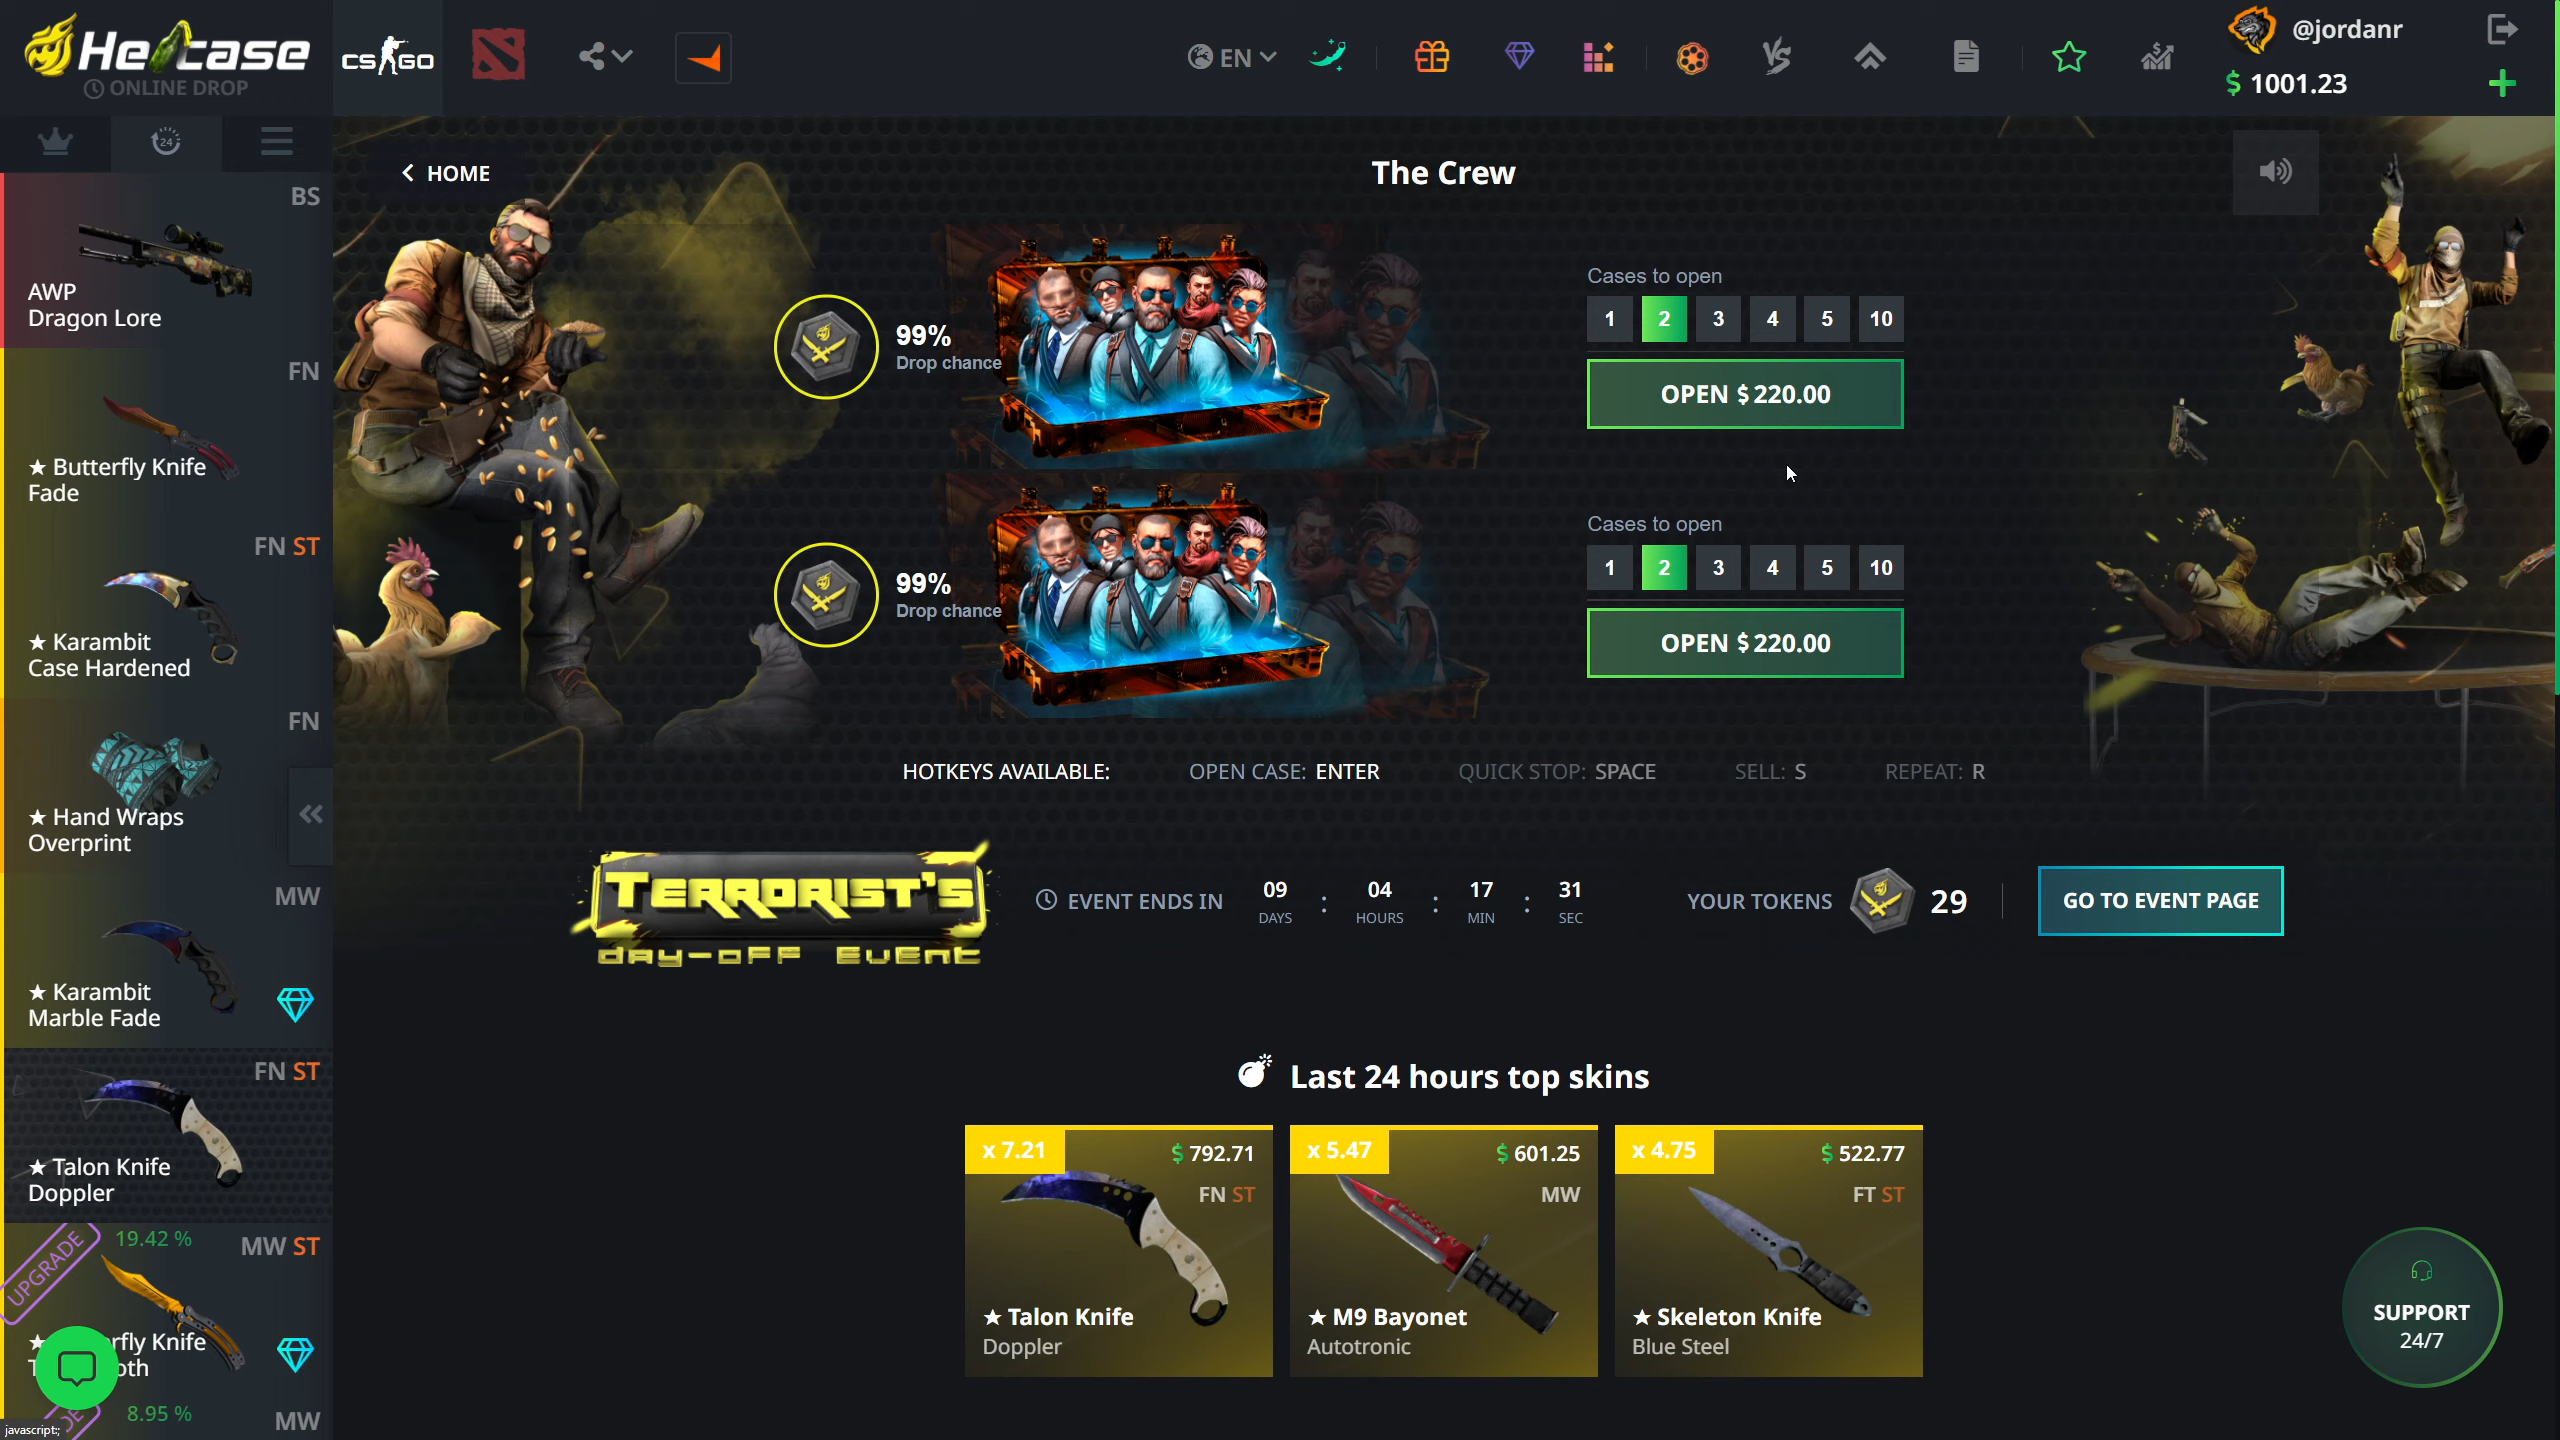 Hellcase
ONLINE DROP
CS GO
EN
@jordanr
$ 1001.23
24
BS
AWP
Dragon Lore
FN
★ Butterfly Knife
Fade
FN ST
★ Karambit
Case Hardened
FN
★ Hand Wraps
Overprint
MW
★ Karambit
Marble Fade
FN ST
★ Talon Knife
Doppler
UPGRADE
19.42 %
MW ST
★ rfly Knife
8.95 %
MW
javascript:;
HOME
The Crew
99%
Drop chance
Cases to open
1 2 3 4 5 10
OPEN $ 220.00
99%
Drop chance
Cases to open
1 2 3 4 5 10
OPEN $ 220.00
HOTKEYS AVAILABLE: OPEN CASE: ENTER QUICK STOP: SPACE SELL: S REPEAT: R
TERRORIST'S
DAY-OFF EVENT
EVENT ENDS IN
09 : 04 : 17 : 31
DAYS HOURS MIN SEC
YOUR TOKENS 29
GO TO EVENT PAGE
Last 24 hours top skins
x 7.21
$ 792.71
FN ST
★ Talon Knife
Doppler
x 5.47
$ 601.25
MW
★ M9 Bayonet
Autotronic
x 4.75
$ 522.77
FT ST
★ Skeleton Knife
Blue Steel
SUPPORT
24/7